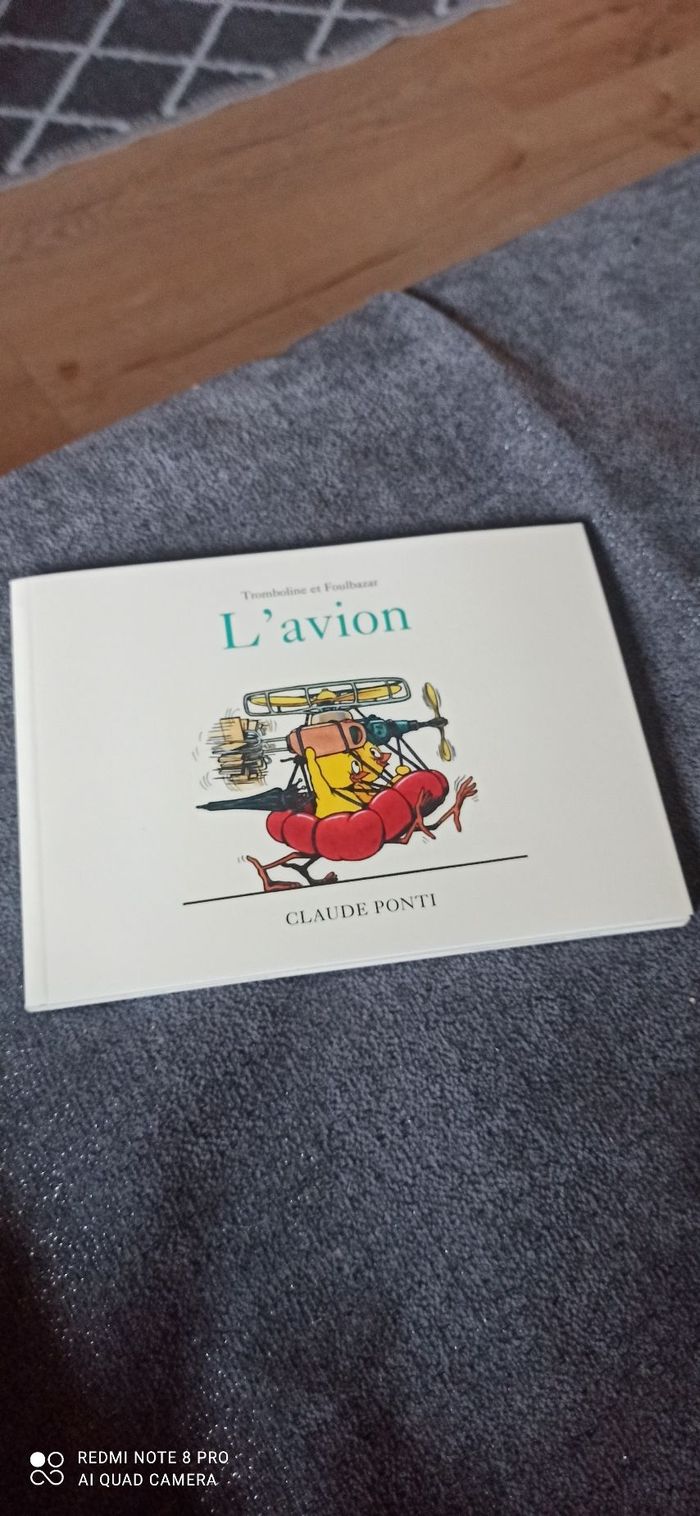 Tromboline et Foulbazar
L'avion
CLAUDE PONTI
REDMI NOTE 8 PRO
AI QUAD CAMERA